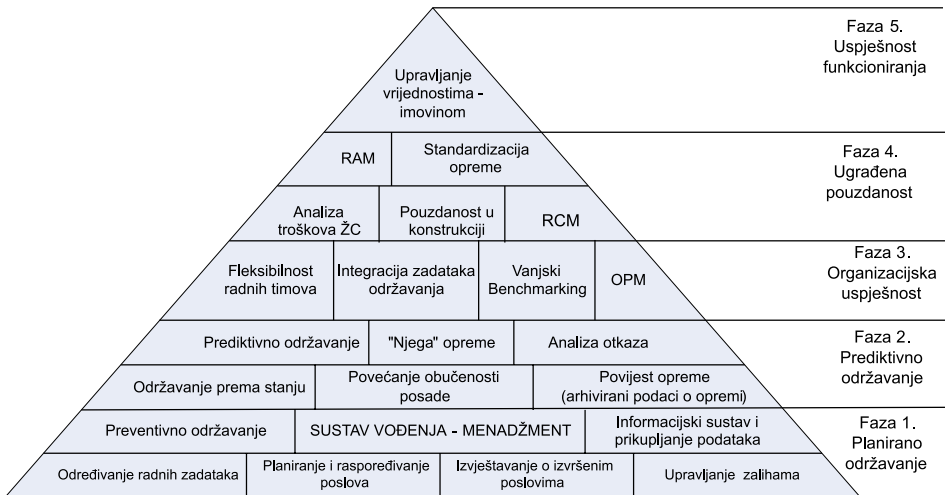 Faza 5.
Uspješnost
funkcioniranja
Upravljanje
vrijednostima -
imovinom
RAM
Standardizacija
opreme
Faza 4.
Ugrađena
pouzdanost
Analiza
troškova ŽC
Pouzdanost u
konstrukciji
RCM
Fleksibilnost
radnih timova
Integracija zadataka
održavanja
Vanjski
Benchmarking
OPM
Faza 3.
Organizacijska
uspješnost
Prediktivno održavanje
"Njega" opreme
Analiza otkaza
Faza 2.
Prediktivno
održavanje
Održavanje prema stanju
Povećanje obučenosti
posade
Povijest opreme
(arhivirani podaci o opremi)
Preventivno održavanje
SUSTAV VOĐENJA - MENADŽMENT
Informacijski sustav i
prikupljanje podataka
Faza 1.
Planirano
održavanje
Određivanje radnih zadataka
Planiranje i raspoređivanje
poslova
Izvještavanje o izvršenim
poslovima
Upravljanje zalihama